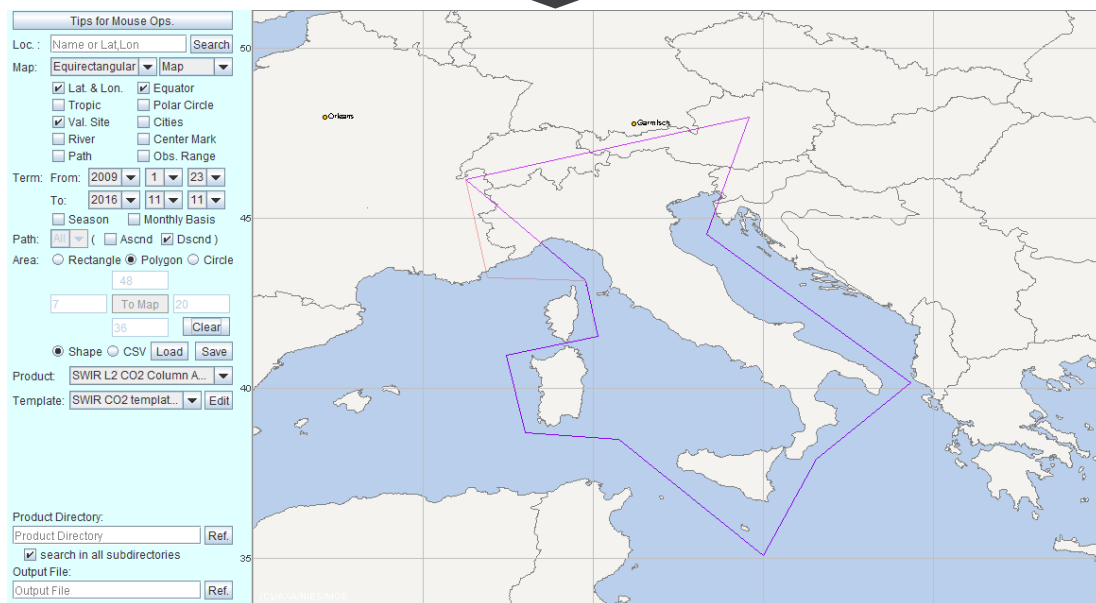 Tips for Mouse Ops.
Loc. : Name or Lat,Lon Search
Map: Equirectangular Map
Lat. & Lon. Equator
Tropic Polar Circle
Val. Site Cities
River Center Mark
Path Obs. Range
Term: From: 2009 1 23
To: 2016 11 11
Season Monthly Basis
Path: All ( Ascnd Dscnd )
Area: Rectangle Polygon Circle
48
7 To Map 20
36 Clear
Shape CSV Load Save
Product: SWIR L2 CO2 Column A...
Template: SWIR CO2 templat... Edit
Product Directory:
Product Directory Ref.
search in all subdirectories
Output File:
Output File Ref.
50
Orleans
Garmisch
45
40
35
(C)JAXA/NIES/MOE